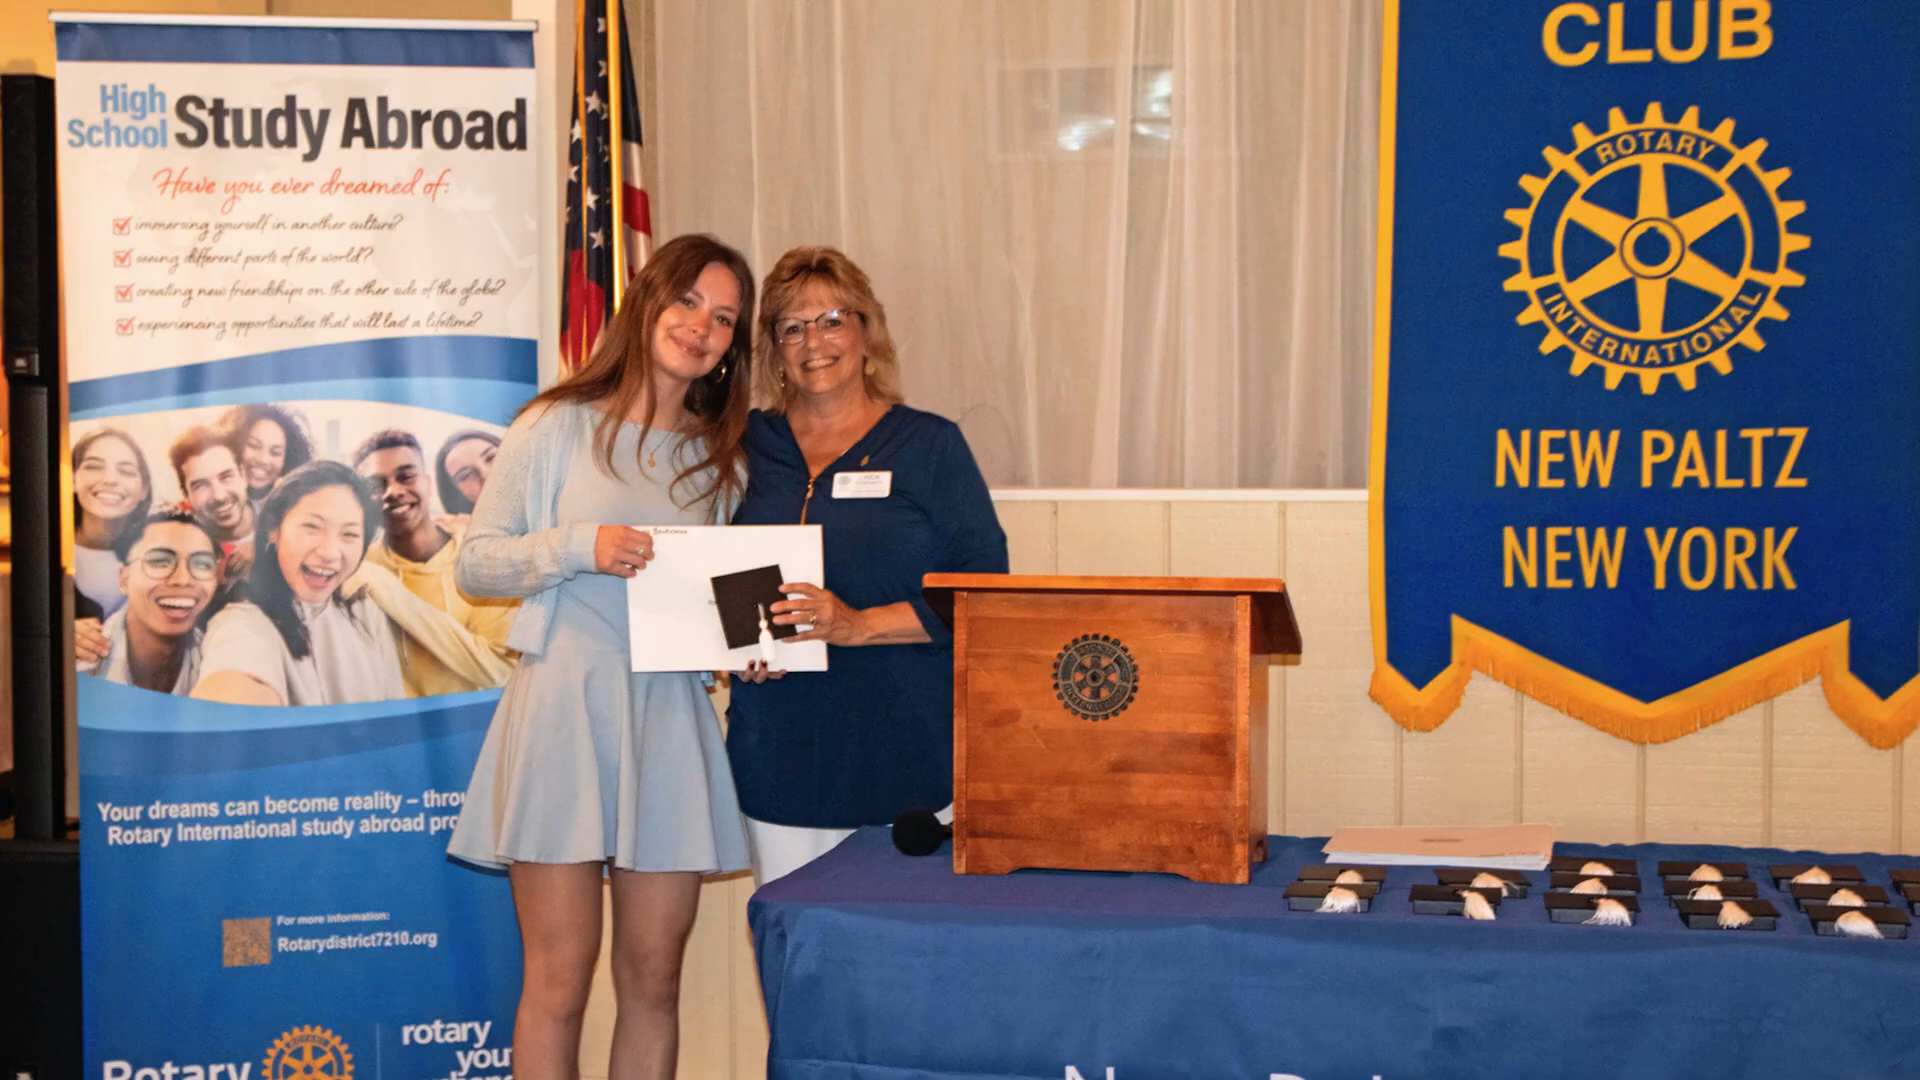 High School Study Abroad
Have you ever dreamed of:
immersing yourself in another culture?
seeing different parts of the world?
creating new friendships on the other side of the globe?
experiencing opportunities that will last a lifetime?
Your dreams can become reality – throu
Rotary International study abroad pro
For more information:
Rotarydistrict7210.org
Rotary
rotary
you
CLUB
ROTARY
INTERNATIONAL
NEW PALTZ
NEW YORK
ROTARY
INTERNATIONAL